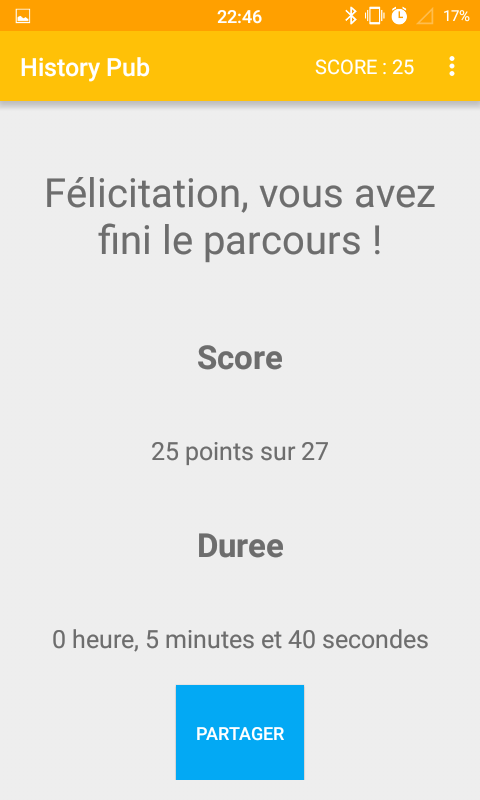 22:46
17%
History Pub
SCORE : 25
Félicitation, vous avez
fini le parcours !
Score
25 points sur 27
Duree
0 heure, 5 minutes et 40 secondes
PARTAGER